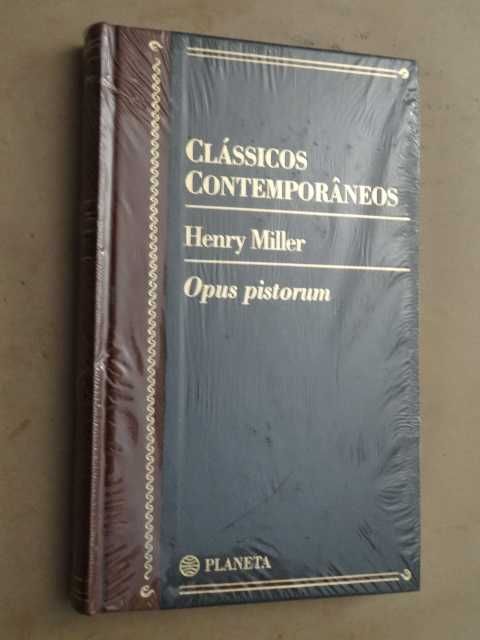 CLÁSSICOS
CONTEMPORÂNEOS
Henry Miller
Opus pistorum
PLANETA